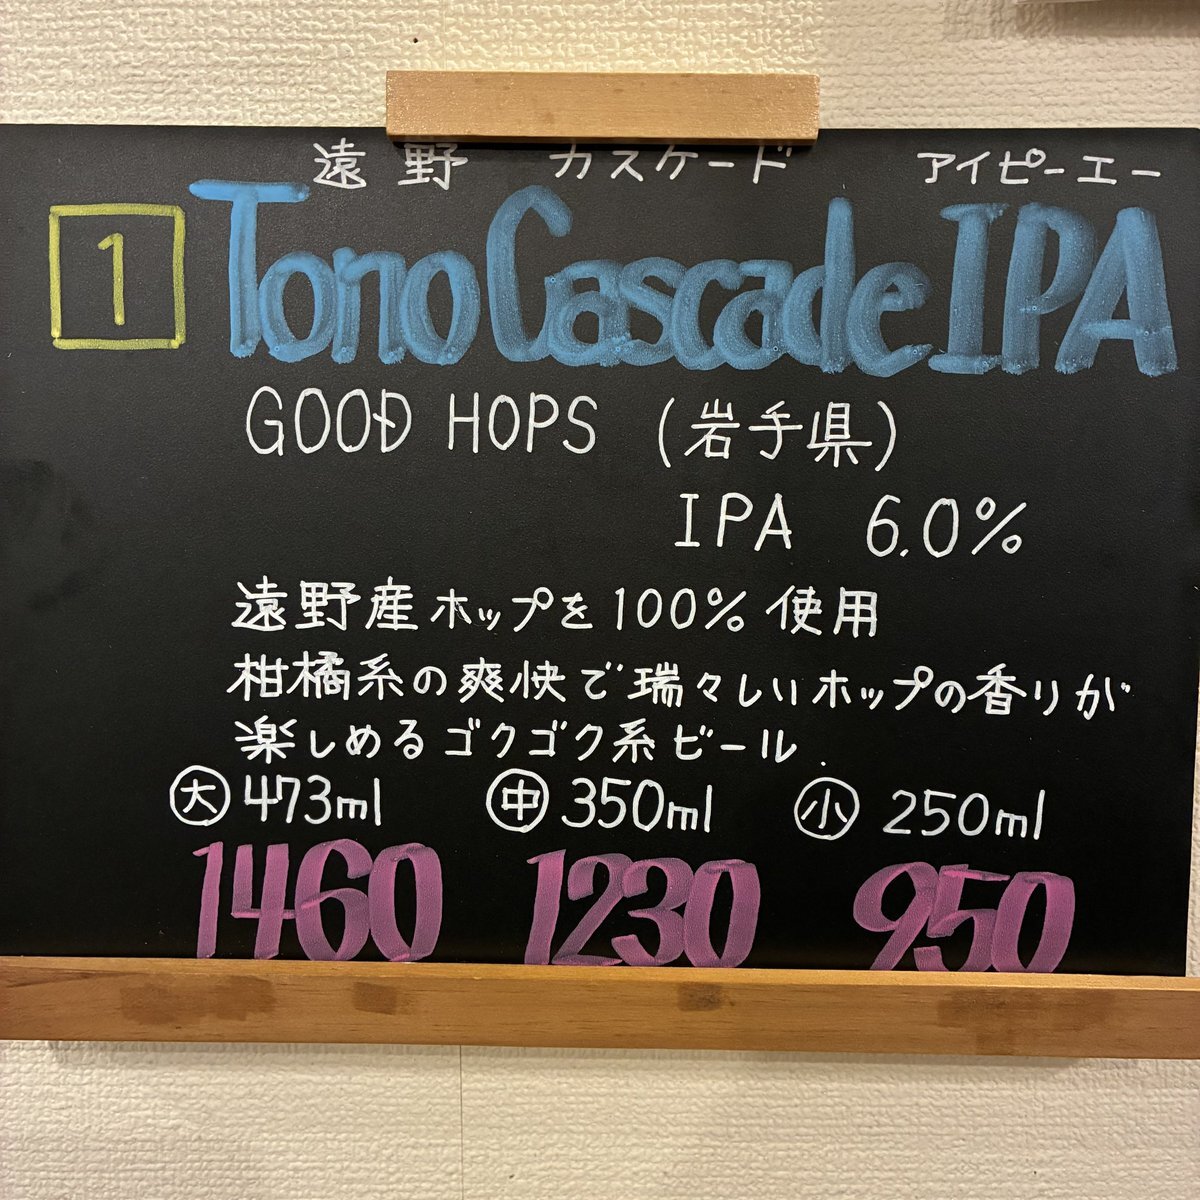 遠野 カスケード アイピーエー
1 Tono Cascade IPA
GOOD HOPS (岩手県)
IPA 6.0%
遠野産ホップを100%使用
柑橘系の爽快で瑞々しいホップの香りが
楽しめるゴクゴク系ビール.
大 473ml 中 350ml 小 250ml
1460 1230 950